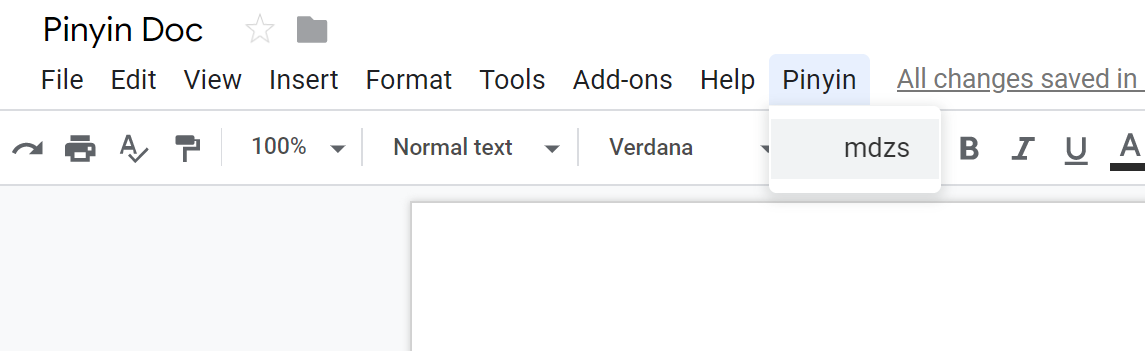 Pinyin Doc
File Edit View Insert Format Tools Add-ons Help Pinyin All changes saved in
100% Normal text Verdana B I U A
mdzs